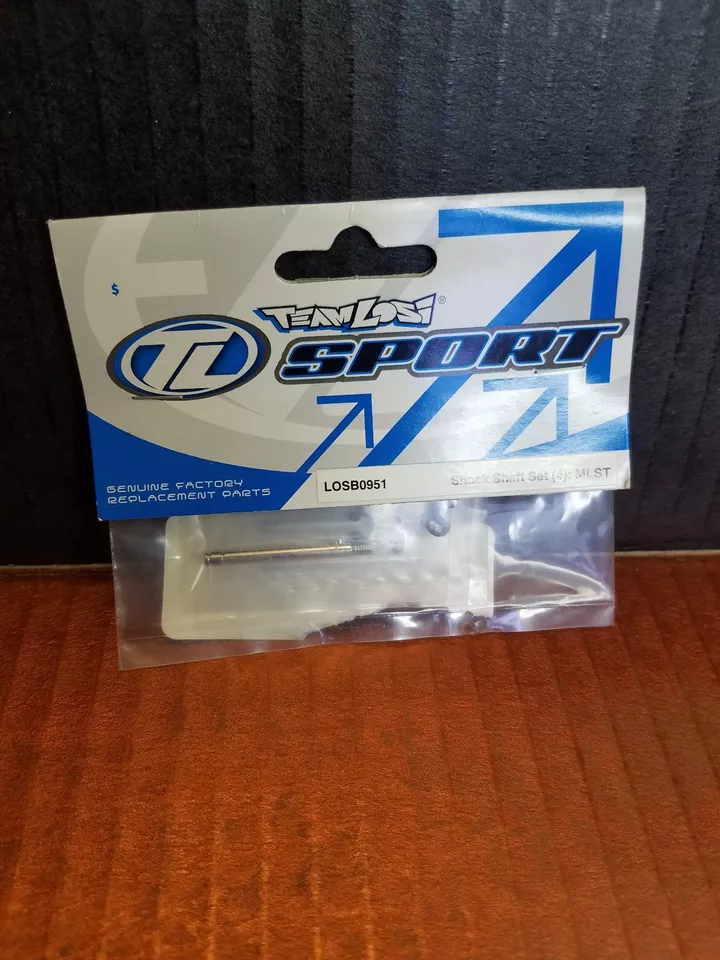 $
TEAM LOSI®
TL SPORT
GENUINE FACTORY
REPLACEMENT PARTS
LOSB0951 Shock Shaft Set (4): MLST